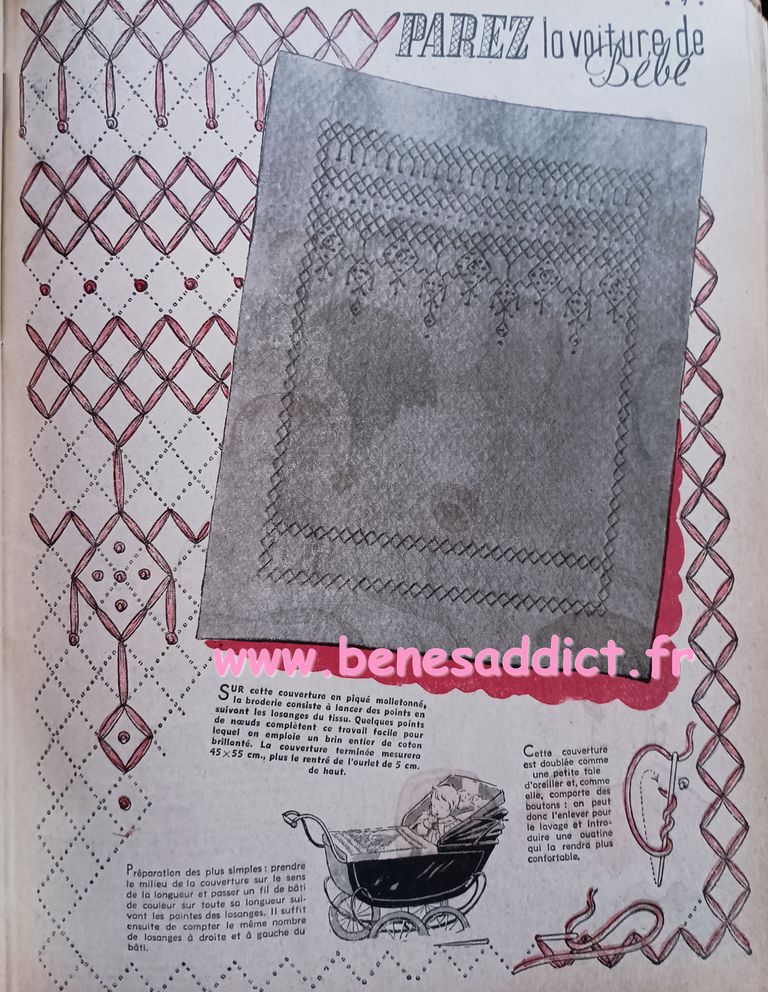 • 7 •
PAREZ la voiture de
Bébé
www.benesaddict.fr
SUR cette couverture en piqué molletonné,
la broderie consiste à lancer des points en
suivant les losanges du tissu. Quelques points
de nœuds complètent ce travail facile pour
lequel on emploie un brin entier de coton
brillanté. La couverture terminée mesurera
45×55 cm., plus le rentré de l'ourlet de 5 cm.
de haut.
Cette couverture
est doublée comme
une petite taie
d'oreiller et, comme
elle, comporte des
boutons : on peut
donc l'enlever pour
le lavage et intro-
duire une ouatine
qui la rendra plus
confortable.
Préparation des plus simples : prendre
le milieu de la couverture sur le sens
de la longueur et passer un fil de bâti
de couleur sur toute sa longueur sui-
vant les pointes des losanges. Il suffit
ensuite de compter le même nombre
de losanges à droite et à gauche du
bâti.